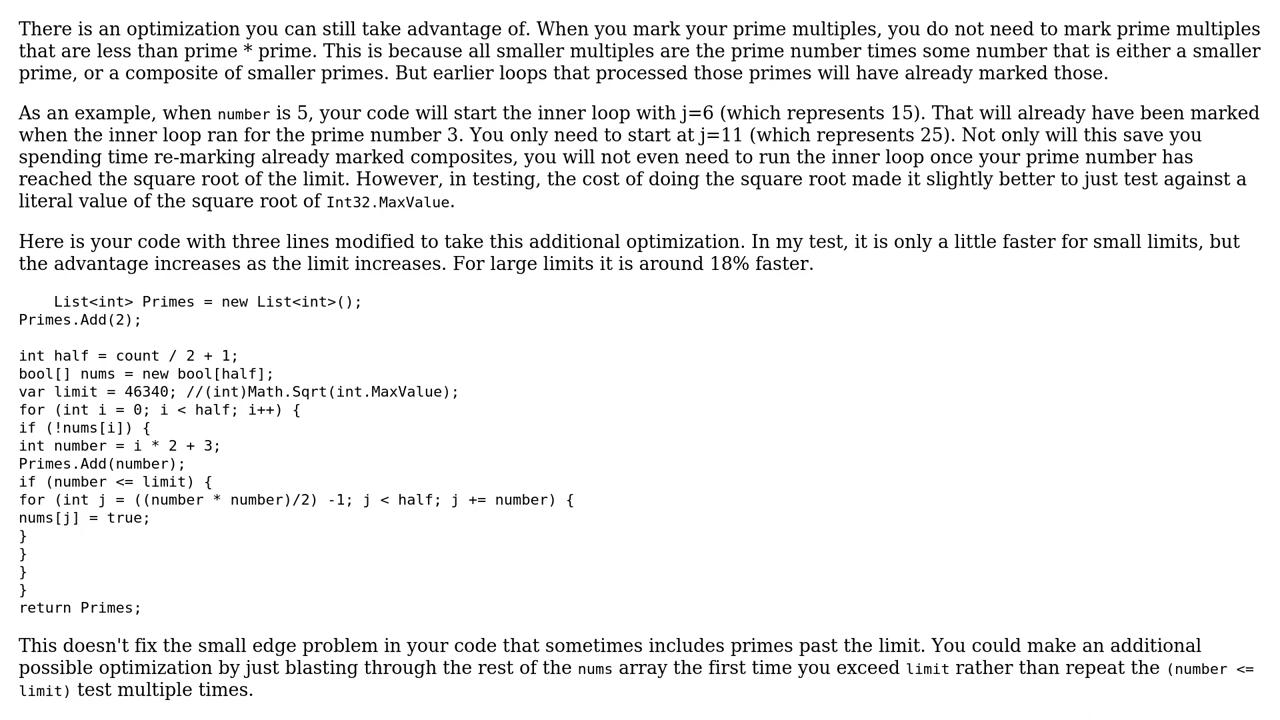 There is an optimization you can still take advantage of. When you mark your prime multiples, you do not need to mark prime multiples
that are less than prime * prime. This is because all smaller multiples are the prime number times some number that is either a smaller
prime, or a composite of smaller primes. But earlier loops that processed those primes will have already marked those.
As an example, when number is 5, your code will start the inner loop with j=6 (which represents 15). That will already have been marked
when the inner loop ran for the prime number 3. You only need to start at j=11 (which represents 25). Not only will this save you
spending time re-marking already marked composites, you will not even need to run the inner loop once your prime number has
reached the square root of the limit. However, in testing, the cost of doing the square root made it slightly better to just test against a
literal value of the square root of Int32.MaxValue.
Here is your code with three lines modified to take this additional optimization. In my test, it is only a little faster for small limits, but
the advantage increases as the limit increases. For large limits it is around 18% faster.
    List<int> Primes = new List<int>();
Primes.Add(2);
int half = count / 2 + 1;
bool[] nums = new bool[half];
var limit = 46340; //(int)Math.Sqrt(int.MaxValue);
for (int i = 0; i < half; i++) {
if (!nums[i]) {
int number = i * 2 + 3;
Primes.Add(number);
if (number <= limit) {
for (int j = ((number * number)/2) -1; j < half; j += number) {
nums[j] = true;
}
}
}
}
return Primes;
This doesn't fix the small edge problem in your code that sometimes includes primes past the limit. You could make an additional
possible optimization by just blasting through the rest of the nums array the first time you exceed limit rather than repeat the (number <=
limit) test multiple times.